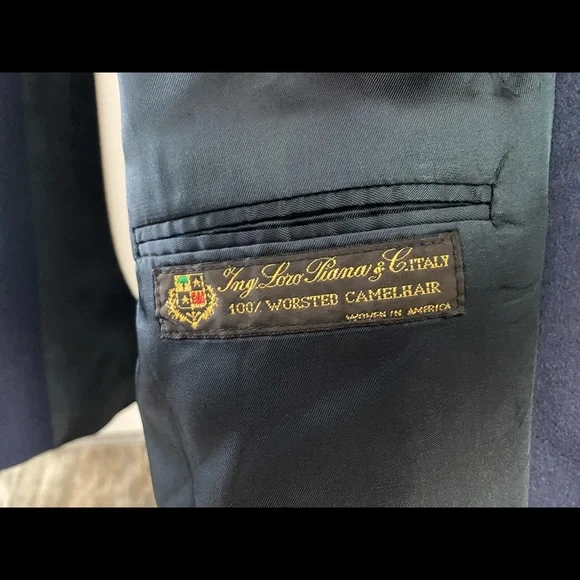 Ing. Loro Piana & C. ITALY
100% WORSTED CAMELHAIR
WOVEN IN AMERICA